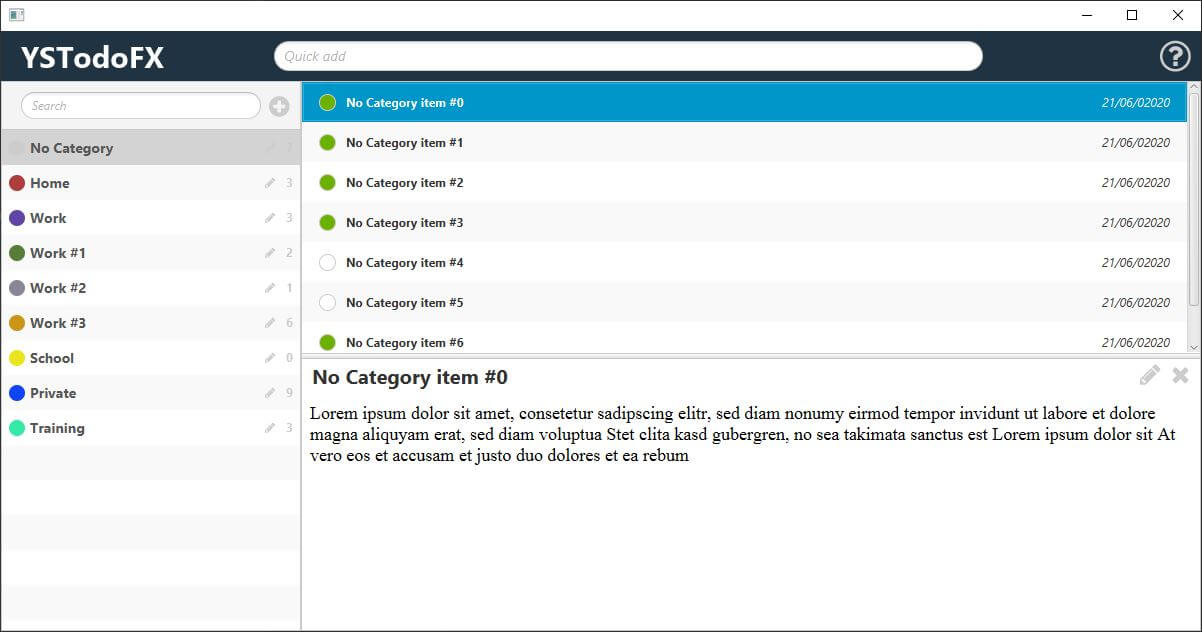 YSTodoFX
Quick add
?
Search
No Category
Home 3
Work 3
Work #1 2
Work #2 1
Work #3 6
School 0
Private 9
Training 3
No Category item #0 21/06/02020
No Category item #1 21/06/02020
No Category item #2 21/06/02020
No Category item #3 21/06/02020
No Category item #4 21/06/02020
No Category item #5 21/06/02020
No Category item #6 21/06/02020
No Category item #0
Lorem ipsum dolor sit amet, consetetur sadipscing elitr, sed diam nonumy eirmod tempor invidunt ut labore et dolore
magna aliquyam erat, sed diam voluptua Stet clita kasd gubergren, no sea takimata sanctus est Lorem ipsum dolor sit At
vero eos et accusam et justo duo dolores et ea rebum